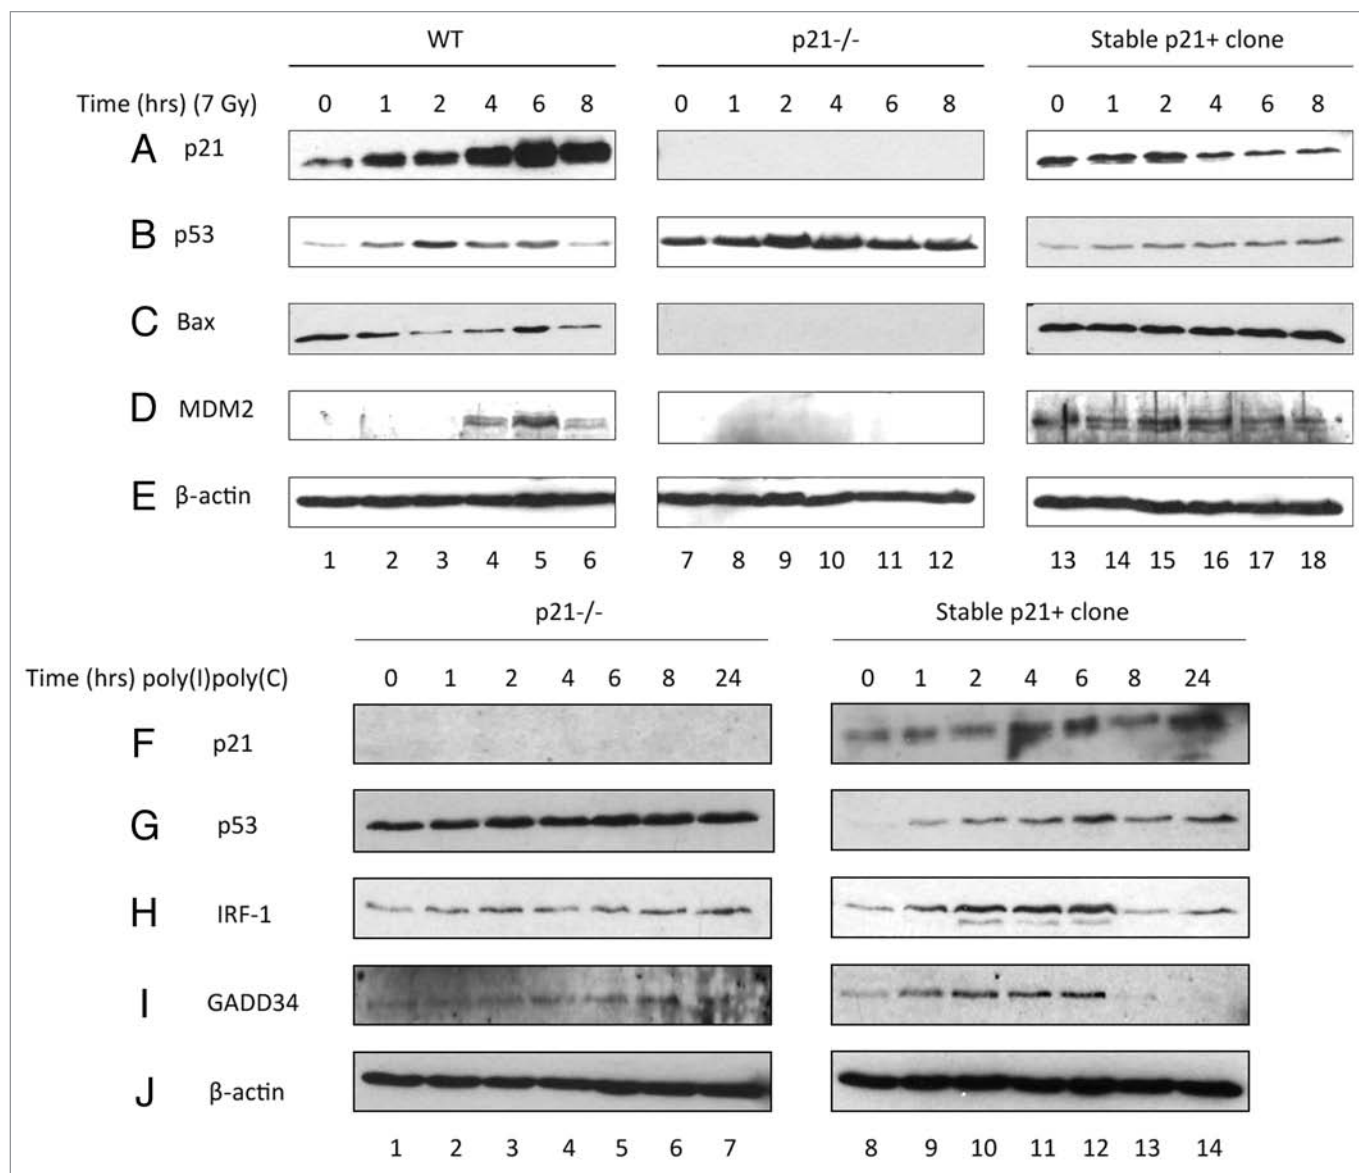 WT p21-/- Stable p21+ clone
Time (hrs) (7 Gy) 0 1 2 4 6 8 0 1 2 4 6 8 0 1 2 4 6 8
A p21
B p53
C Bax
D MDM2
E β-actin
1 2 3 4 5 6 7 8 9 10 11 12 13 14 15 16 17 18
p21-/- Stable p21+ clone
Time (hrs) poly(I)poly(C) 0 1 2 4 6 8 24 0 1 2 4 6 8 24
F p21
G p53
H IRF-1
I GADD34
J β-actin
1 2 3 4 5 6 7 8 9 10 11 12 13 14